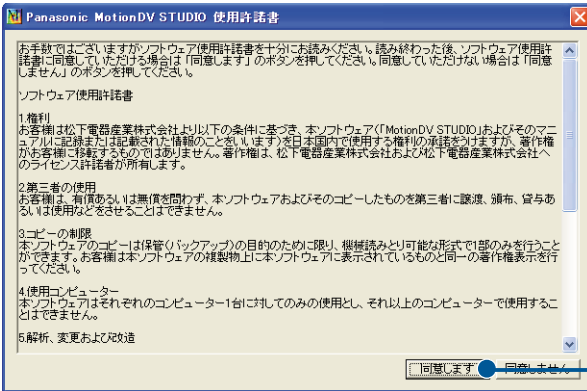 Panasonic MotionDV STUDIO 使用許諾書
お手数ではございますがソフトウェア使用許諾書を十分にお読みください。読み終わった後、ソフトウェア使用許
諾書に同意していただける場合は「同意します」のボタンを押してください。同意していただけない場合は「同意
しません」のボタンを押してください。
ソフトウェア使用許諾書
1.権利
お客様は松下電器産業株式会社より以下の条件に基づき、本ソフトウェア(「MotionDV STUDIO」およびそのマニ
ュアルに記録または記載された情報のことをいいます)を日本国内で使用する権利の承諾をうけますが、著作権
がお客様に移転するものではありません。著作権は、松下電器産業株式会社および松下電器産業株式会社へ
のライセンス許諾者が所有します。
2.第三者の使用
お客様は、有償あるいは無償を問わず、本ソフトウェアおよびそのコピーしたものを第三者に譲渡、頒布、貸与あ
るいは使用などをさせることはできません。
3.コピーの制限
本ソフトウェアのコピーは保管(バックアップ)の目的のために限り、機械読みとり可能な形式で1部のみを行うこと
ができます。お客様は本ソフトウェアの複製物上に本ソフトウェアに表示されているものと同一の著作権表示を行
ってください。
4.使用コンピューター
本ソフトウェアはそれぞれのコンピューター1台に対してのみの使用とし、それ以上のコンピューターで使用するこ
とはできません。
5.解析、変更および改造
同意します 同意しません